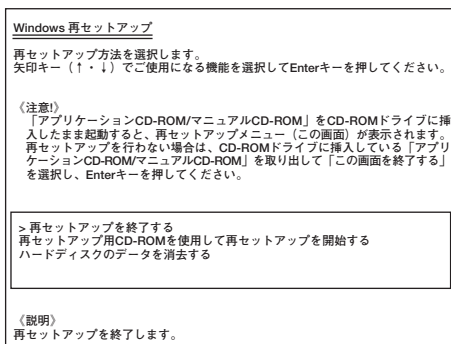 Windows 再セットアップ
再セットアップ方法を選択します。
矢印キー（↑・↓）でご使用になる機能を選択してEnterキーを押してください。
《注意!》
「アプリケーションCD-ROM/マニュアルCD-ROM」をCD-ROMドライブに挿
入したまま起動すると、再セットアップメニュー（この画面）が表示されます。
再セットアップを行わない場合は、CD-ROMドライブに挿入している「アプリ
ケーションCD-ROM/マニュアルCD-ROM」を取り出して「この画面を終了する」
を選択し、Enterキーを押してください。
> 再セットアップを終了する
再セットアップ用CD-ROMを使用して再セットアップを開始する
ハードディスクのデータを消去する
《説明》
再セットアップを終了します。